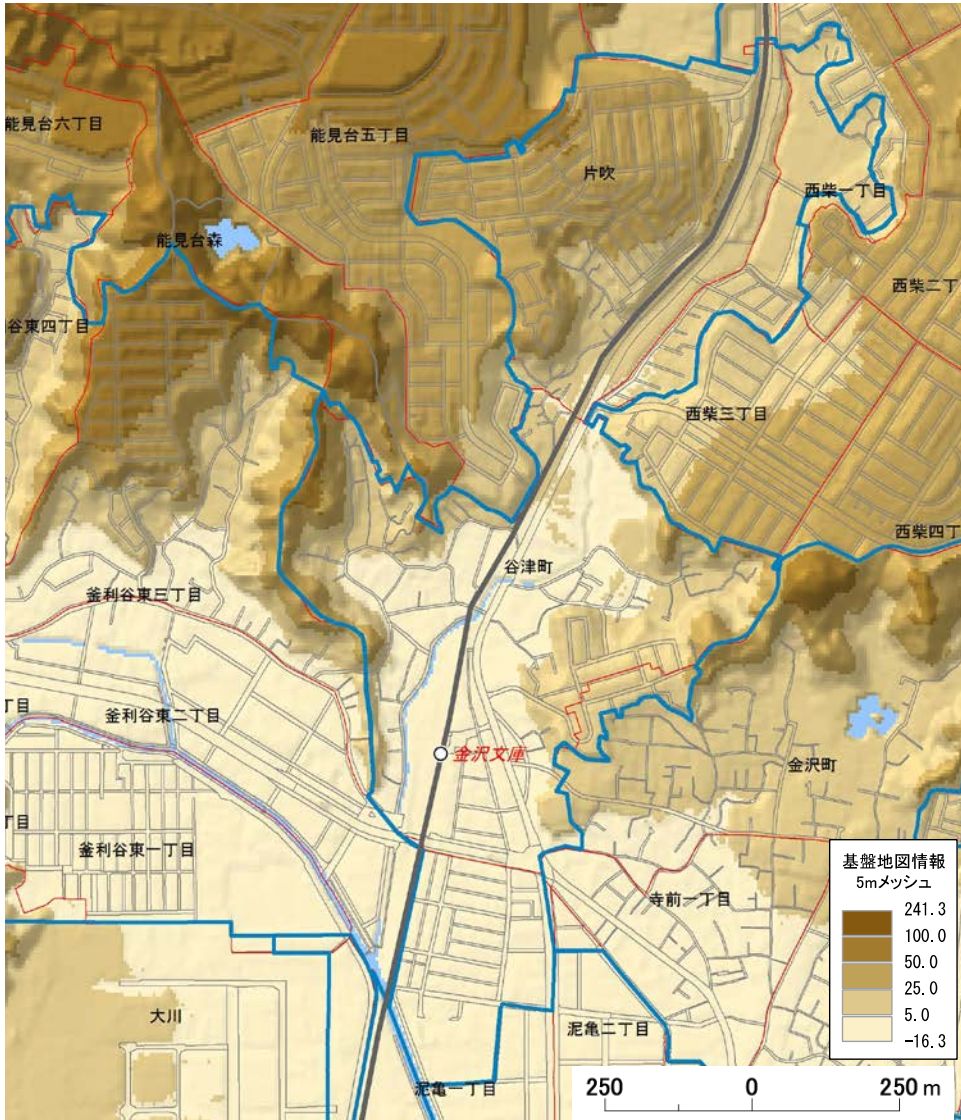 能見台六丁目
能見台五丁目
片吹
西柴一丁目
能見台森
西柴二丁
谷東四丁目
西柴三丁目
西柴四丁
谷津町
釜利谷東三丁目
丁目
釜利谷東二丁目
金沢文庫
金沢町
丁目
釜利谷東一丁目
寺前一丁目
大川
泥亀二丁目
泥亀一丁目
基盤地図情報
5mメッシュ
241.3
100.0
50.0
25.0
5.0
-16.3
250 0 250 m